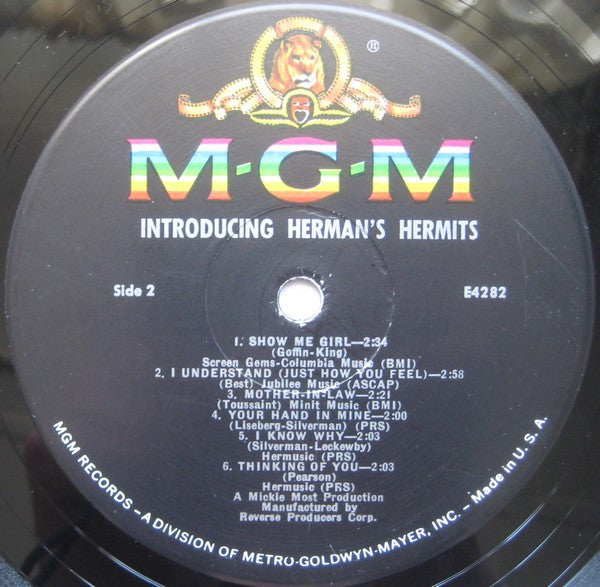 ®
M-G-M
INTRODUCING HERMAN'S HERMITS
Side 2
E4282
1. SHOW ME GIRL—2:34
(Goffin-King)
Screen Gems-Columbia Music (BMI)
2. I UNDERSTAND (JUST HOW YOU FEEL)—2:58
(Best) Jubilee Music (ASCAP)
3. MOTHER-IN-LAW—2:21
(Toussaint) Minit Music (BMI)
4. YOUR HAND IN MINE—2:00
(Liseberg-Silverman) (PRS)
5. I KNOW WHY—2:03
(Silverman-Leckewby)
Hermusic (PRS)
6. THINKING OF YOU—2:03
(Pearson)
Hermusic (PRS)
A Mickie Most Production
Manufactured by
Reverse Producers Corp.
MGM RECORDS – A DIVISION OF METRO-GOLDWYN-MAYER, INC. – Made in U. S. A.